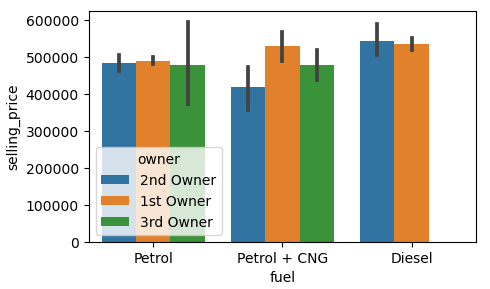 600000
500000
400000
300000
200000
100000
0
selling_price
owner
2nd Owner
1st Owner
3rd Owner
Petrol
Petrol + CNG
Diesel
fuel